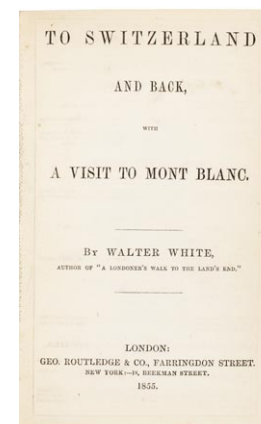 TO SWITZERLAND
AND BACK,
WITH
A VISIT TO MONT BLANC.
BY WALTER WHITE,
AUTHOR OF "A LONDONER'S WALK TO THE LAND'S END."
LONDON:
GEO. ROUTLEDGE & CO., FARRINGDON STREET.
NEW YORK:—18, BEEKMAN STREET.
1855.